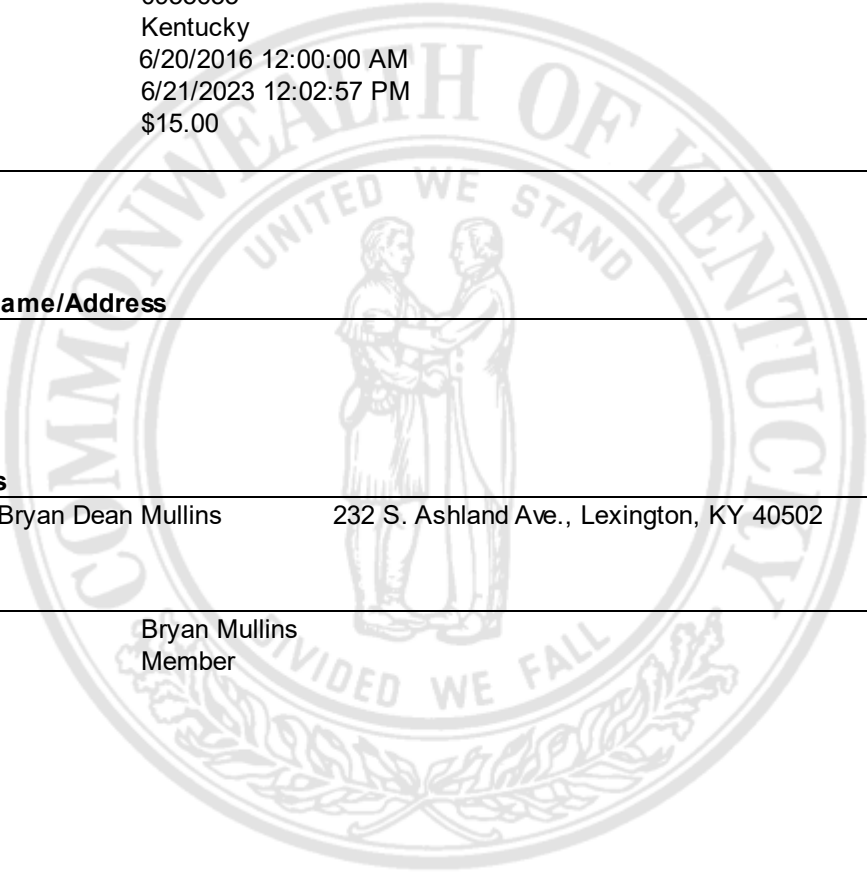 Kentucky
6/20/2016 12:00:00 AM
6/21/2023 12:02:57 PM
$15.00
COMMONWEALTH OF KENTUCKY
UNITED WE STAND
ame/Address
s
Bryan Dean Mullins 232 S. Ashland Ave., Lexington, KY 40502
Bryan Mullins
Member
DIVIDED WE FALL